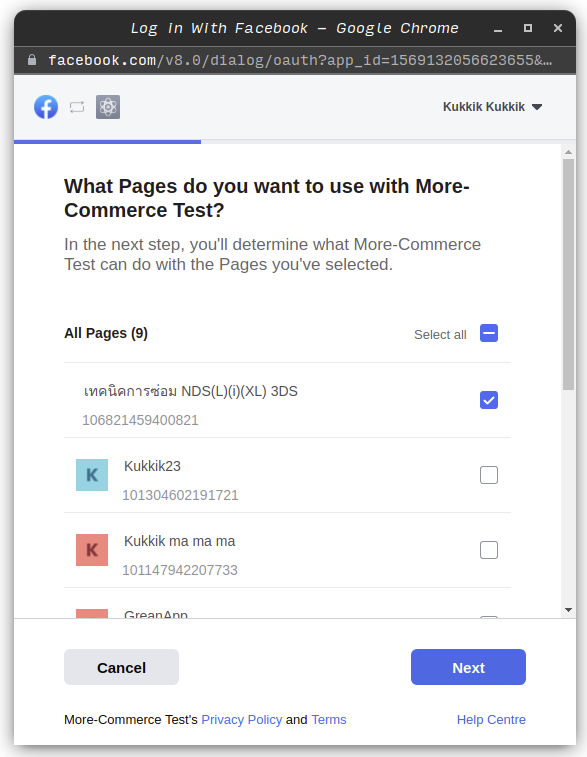 Log in With Facebook – Google Chrome
facebook.com/v8.0/dialog/oauth?app_id=1569132056623655&…
Kukkik Kukkik
What Pages do you want to use with More-
Commerce Test?
In the next step, you'll determine what More-Commerce
Test can do with the Pages you've selected.
All Pages (9)
Select all
เทคนิคการซ่อม NDS(L)(i)(XL) 3DS
106821459400821
K
Kukkik23
101304602191721
K
Kukkik ma ma ma
101147942207733
GreanApp
Cancel
Next
More-Commerce Test's Privacy Policy and Terms
Help Centre